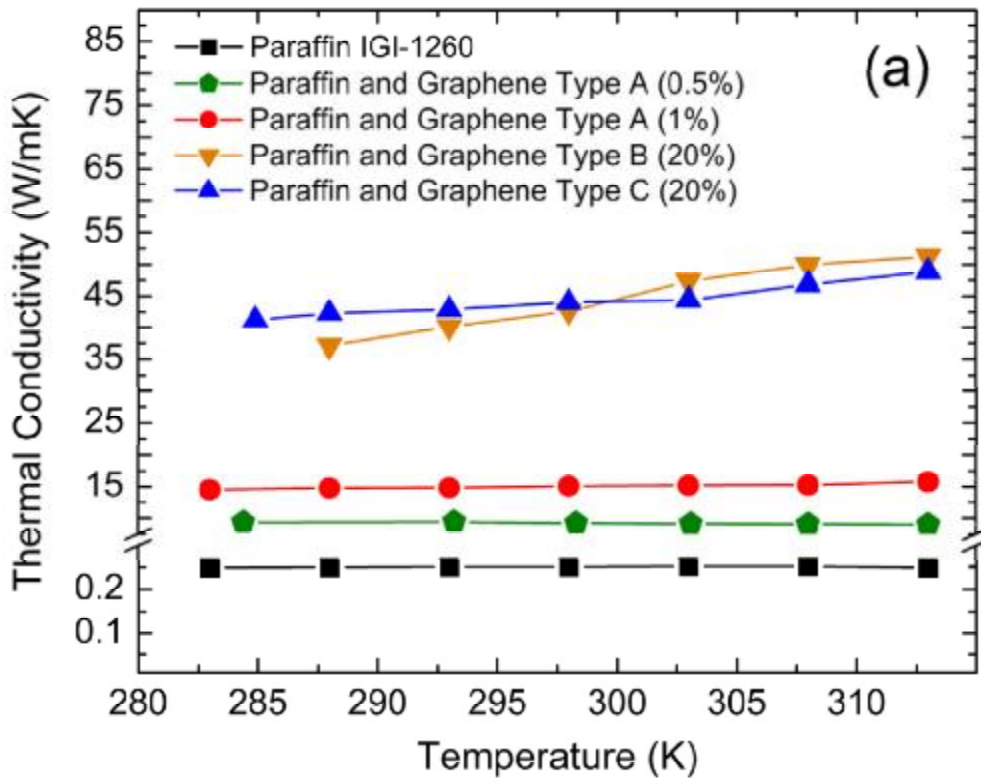 85
75
65
55
45
35
25
15
0.2
0.1
Thermal Conductivity (W/mK)
Paraffin IGI-1260
Paraffin and Graphene Type A (0.5%)
Paraffin and Graphene Type A (1%)
Paraffin and Graphene Type B (20%)
Paraffin and Graphene Type C (20%)
(a)
280 285 290 295 300 305 310
Temperature (K)